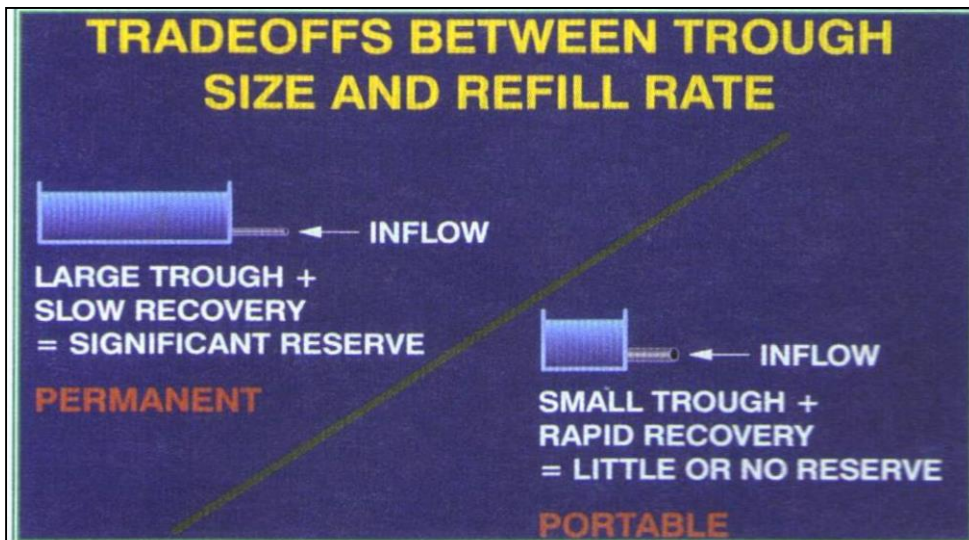 TRADEOFFS BETWEEN TROUGH
SIZE AND REFILL RATE
INFLOW
LARGE TROUGH +
SLOW RECOVERY
= SIGNIFICANT RESERVE
PERMANENT
INFLOW
SMALL TROUGH +
RAPID RECOVERY
= LITTLE OR NO RESERVE
PORTABLE